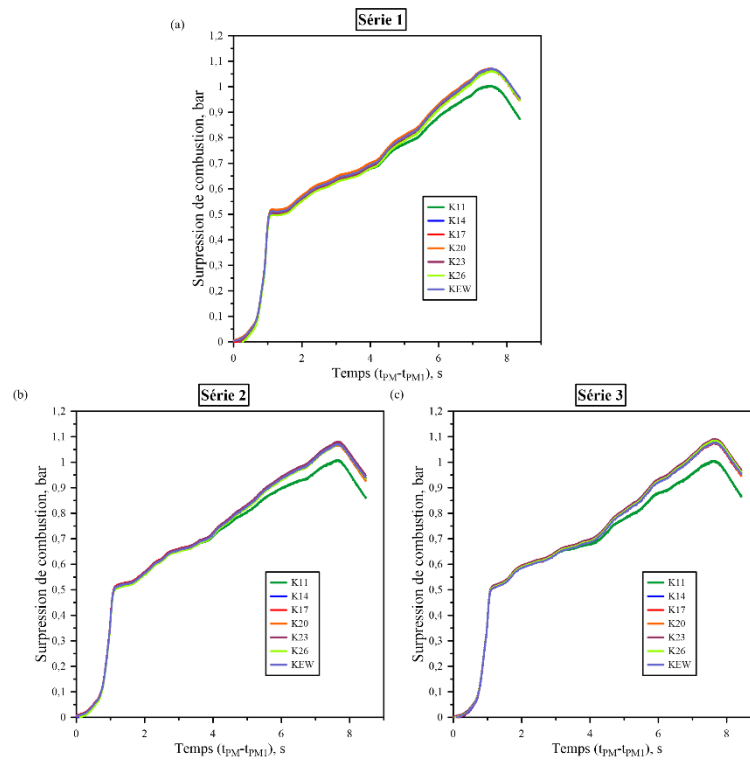 Série 1
(a)
1,2
1,1
1
0,9
0,8
0,7
0,6
0,5
0,4
0,3
0,2
0,1
0
Surpression de combustion, bar
K11
K14
K17
K20
K23
K26
KEW
0 2 4 6 8
Temps (tPM-tPM1), s
(b)
Série 2
1,2
1,1
1
0,9
0,8
0,7
0,6
0,5
0,4
0,3
0,2
0,1
0
Surpression de combustion, bar
K11
K14
K17
K20
K23
K26
KEW
0 2 4 6 8
Temps (tPM-tPM1), s
(c)
Série 3
1,2
1,1
1
0,9
0,8
0,7
0,6
0,5
0,4
0,3
0,2
0,1
0
Surpression de combustion, bar
K11
K14
K17
K20
K23
K26
KEW
0 2 4 6 8
Temps (tPM-tPM1), s